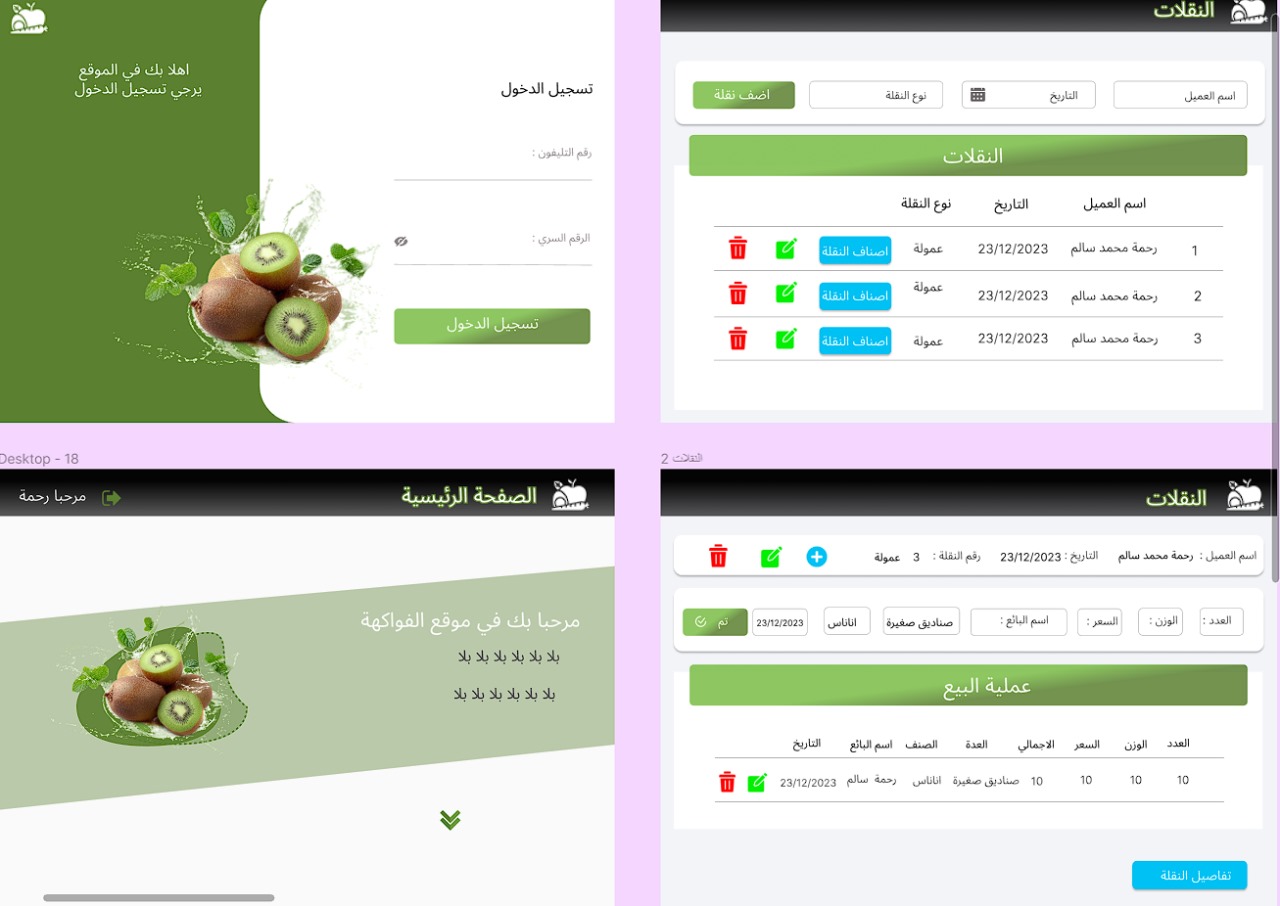 اهلا بك في الموقع
يرجي تسجيل الدخول
تسجيل الدخول
رقم التليفون :
الرقم السري :
تسجيل الدخول
النقلات
اسم العميل
التاريخ
نوع النقلة
اضف نقلة
النقلات
اسم العميل التاريخ نوع النقلة
1 رحمة محمد سالم 23/12/2023 عمولة اصناف النقلة
2 رحمة محمد سالم 23/12/2023 عمولة اصناف النقلة
3 رحمة محمد سالم 23/12/2023 عمولة اصناف النقلة
Desktop - 18
الصفحة الرئيسية
مرحبا رحمة
مرحبا بك في موقع الفواكهة
بلا بلا بلا بلا بلا بلا
بلا بلا بلا بلا بلا بلا
النقلات 2
النقلات
اسم العميل : رحمة محمد سالم التاريخ : 23/12/2023 رقم النقلة : 3 عمولة
العدد : الوزن : السعر : اسم البائع : صناديق صغيرة اناناس 23/12/2023 تم
عملية البيع
العدد الوزن السعر الاجمالي العدة الصنف اسم البائع التاريخ
10 10 10 10 صناديق صغيرة اناناس رحمة سالم 23/12/2023
تفاصيل النقلة